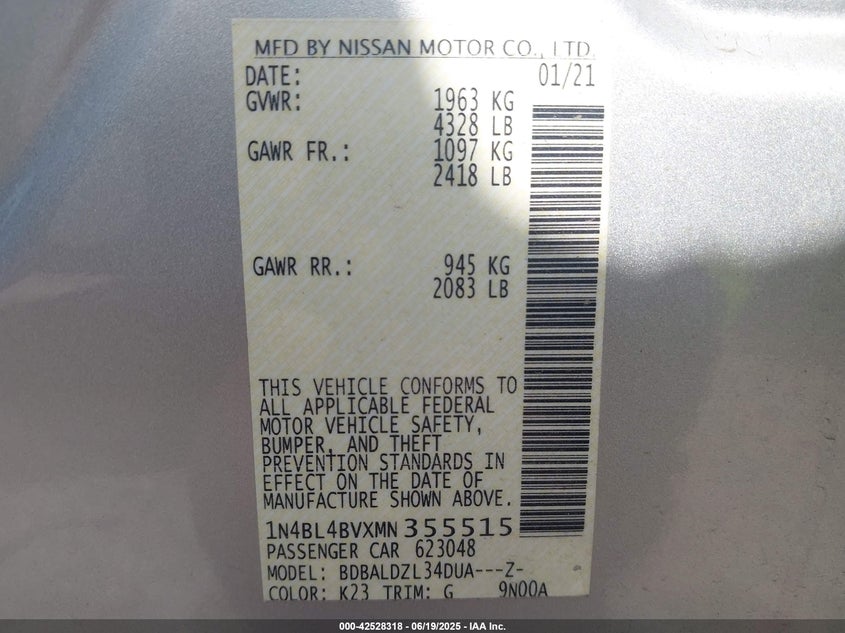 MFD BY NISSAN MOTOR CO., LTD.
DATE: 01/21
GVWR: 1963 KG
4328 LB
GAWR FR.: 1097 KG
2418 LB
GAWR RR.: 945 KG
2083 LB
THIS VEHICLE CONFORMS TO
ALL APPLICABLE FEDERAL
MOTOR VEHICLE SAFETY,
BUMPER, AND THEFT
PREVENTION STANDARDS IN
EFFECT ON THE DATE OF
MANUFACTURE SHOWN ABOVE.
1N4BL4BVXMN355515
PASSENGER CAR 623048
MODEL: BDBALDZL34DUA---Z-
COLOR: K23 TRIM: G 9N00A
000-42528318 - 06/19/2025 - IAA Inc.